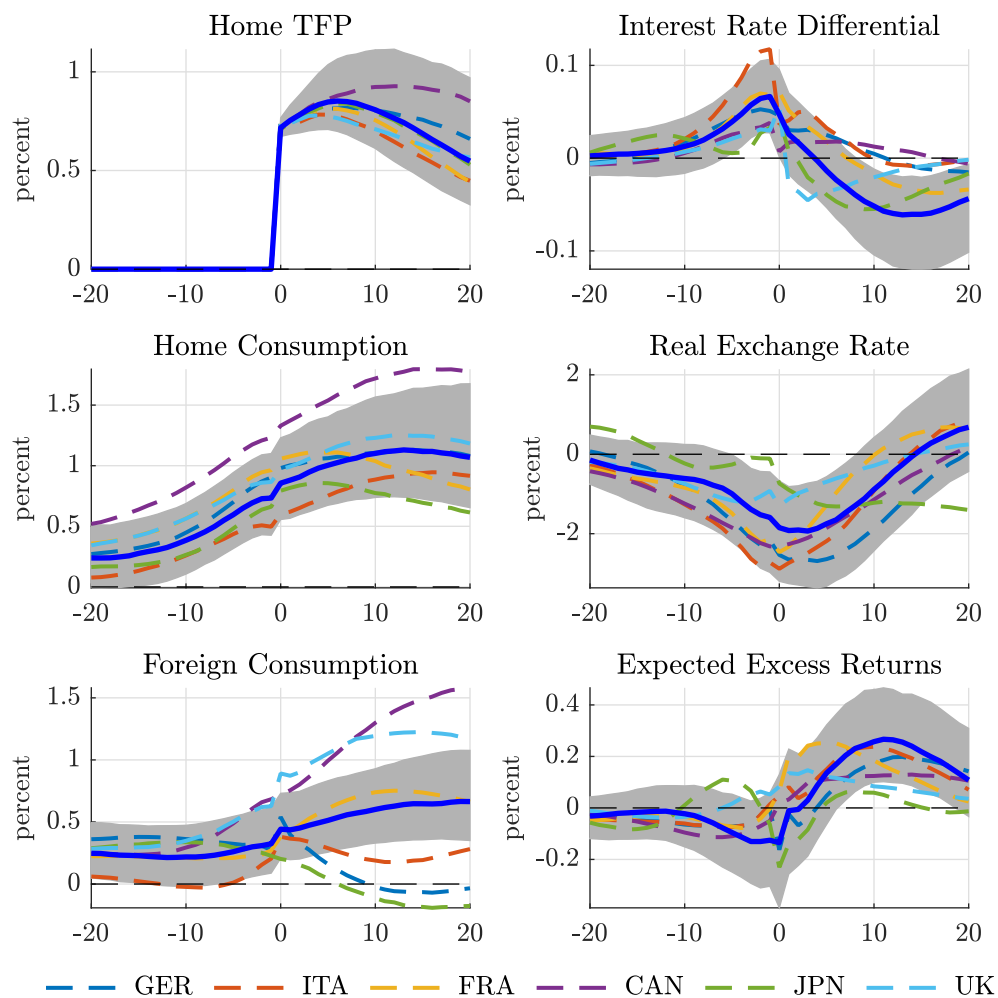 Home TFP
percent
1
0.5
0
-20 -10 0 10 20
Interest Rate Differential
percent
0.1
0
-0.1
-20 -10 0 10 20
Home Consumption
percent
1.5
1
0.5
0
-20 -10 0 10 20
Real Exchange Rate
percent
2
0
-2
-20 -10 0 10 20
Foreign Consumption
percent
1.5
1
0.5
0
-20 -10 0 10 20
Expected Excess Returns
percent
0.4
0.2
0
-0.2
-20 -10 0 10 20
GER ITA FRA CAN JPN UK